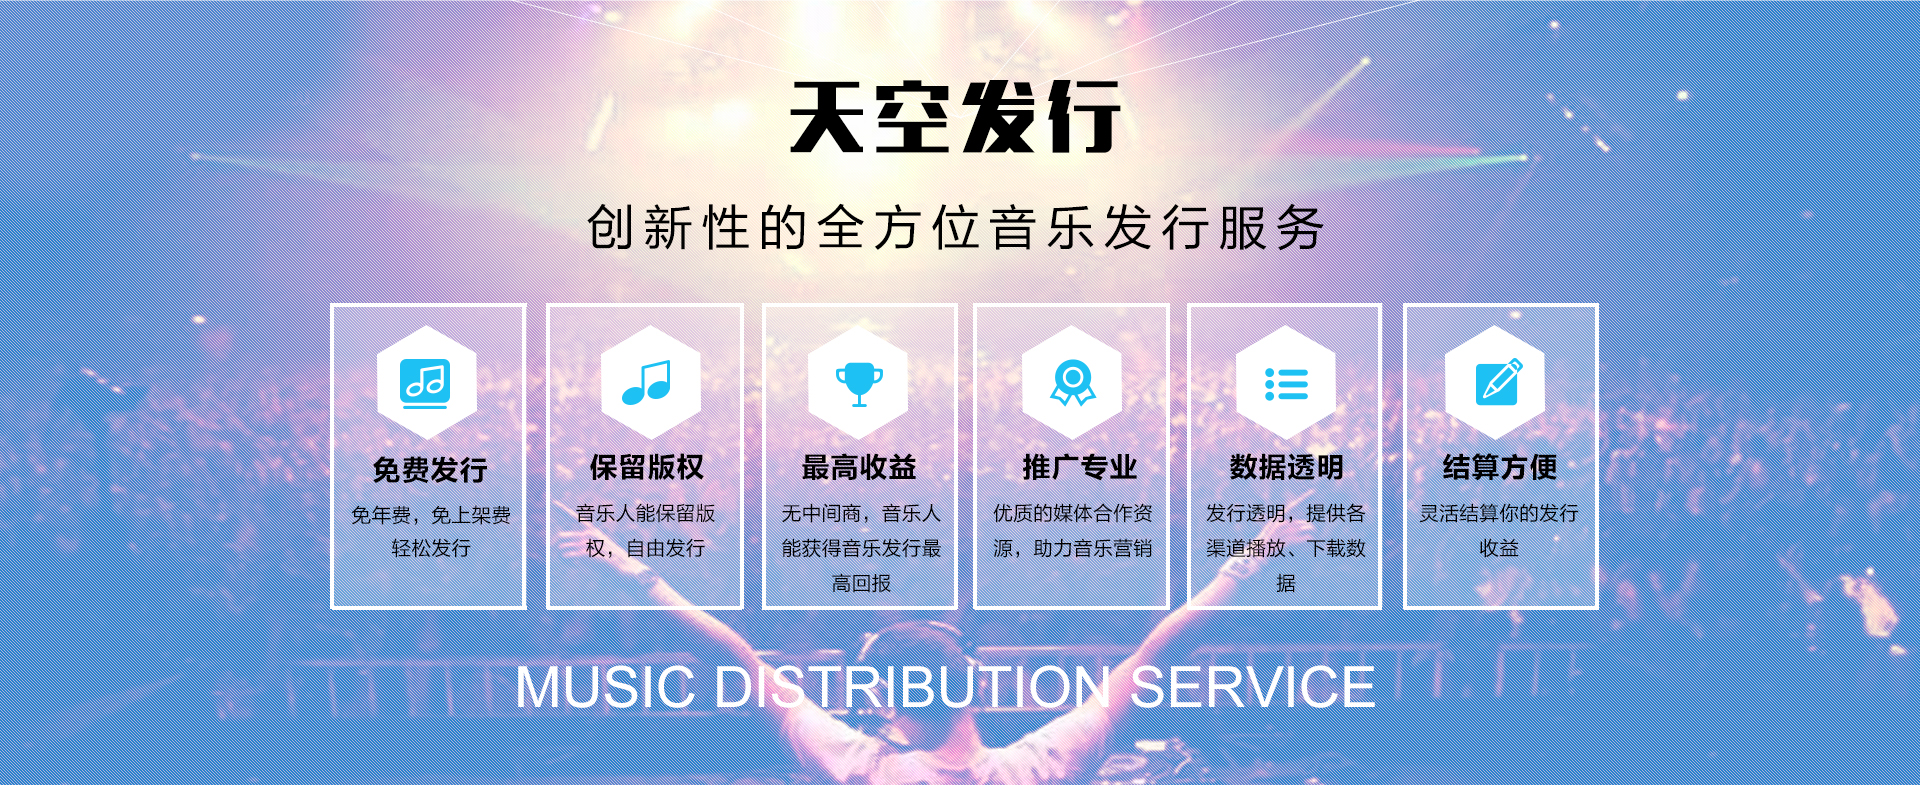 天空发行
创新性的全方位音乐发行服务
免费发行
免年费，免上架费
轻松发行
保留版权
音乐人能保留版
权，自由发行
最高收益
无中间商，音乐人
能获得音乐发行最
高回报
推广专业
优质的媒体合作资
源，助力音乐营销
数据透明
发行透明，提供各
渠道播放、下载数
据
结算方便
灵活结算你的发行
收益
MUSIC DISTRIBUTION SERVICE